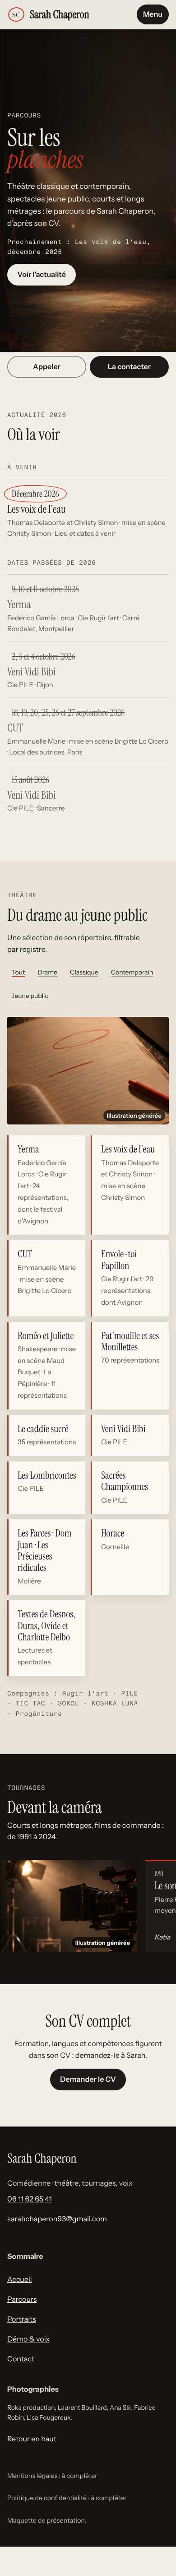 SC Sarah Chaperon
Menu
PARCOURS
Sur les
planches
Théâtre classique et contemporain,
spectacles jeune public, courts et longs
métrages : le parcours de Sarah Chaperon,
d'après son CV.
Prochainement : Les voix de l'eau,
décembre 2026
Voir l'actualité
Appeler
La contacter
ACTUALITÉ 2026
Où la voir
À VENIR
Décembre 2026
Les voix de l'eau
Thomas Delaporte et Christy Simon · mise en scène
Christy Simon · Lieu et dates à venir
DATES PASSÉES DE 2026
9, 10 et 11 octobre 2026
Yerma
Federico García Lorca · Cie Rugir l'art · Carré
Rondelet, Montpellier
2, 3 et 4 octobre 2026
Veni Vidi Bibi
Cie PILE · Dijon
18, 19, 20, 25, 26 et 27 septembre 2026
CUT
Emmanuelle Marie · mise en scène Brigitte Lo Cicero
· Local des autrices, Paris
15 août 2026
Veni Vidi Bibi
Cie PILE · Sancerre
THÉÂTRE
Du drame au jeune public
Une sélection de son répertoire, filtrable
par registre.
Tout
Drame
Classique
Contemporain
Jeune public
Illustration générée
Yerma
Federico García
Lorca · Cie Rugir
l'art · 24
représentations,
dont le festival
d'Avignon
Les voix de l'eau
Thomas Delaporte
et Christy Simon ·
mise en scène
Christy Simon
CUT
Emmanuelle Marie
· mise en scène
Brigitte Lo Cicero
Envole-toi
Papillon
Cie Rugir l'art · 29
représentations,
dont Avignon
Roméo et Juliette
Shakespeare · mise
en scène Maud
Buquet · La
Pépinière · 11
représentations
Pat'mouille et ses
Mouillettes
70 représentations
Le caddie sucré
35 représentations
Veni Vidi Bibi
Cie PILE
Les Lombricontes
Cie PILE
Sacrées
Championnes
Cie PILE
Les Farces · Dom
Juan · Les
Précieuses
ridicules
Molière
Horace
Corneille
Textes de Desnos,
Duras, Ovide et
Charlotte Delbo
Lectures et
spectacles
Compagnies : Rugir l'art · PILE
· TIC TAC · SOKOL · KOSHKA LUNA
· Progéniture
TOURNAGES
Devant la caméra
Courts et longs métrages, films de commande :
de 1991 à 2024.
Illustration générée
Le son
Pierre
moyen
Katia
Son CV complet
Formation, langues et compétences figurent
dans son CV : demandez-le à Sarah.
Demander le CV
Sarah Chaperon
Comédienne · théâtre, tournages, voix
06 11 62 65 41
sarahchaperon93@gmail.com
Sommaire
Accueil
Parcours
Portraits
Démo & voix
Contact
Photographies
Roka production, Laurent Bouillard, Ana Slk, Fabrice
Robin, Lisa Fougereux.
Retour en haut
Mentions légales : à compléter
Politique de confidentialité : à compléter
Maquette de présentation.